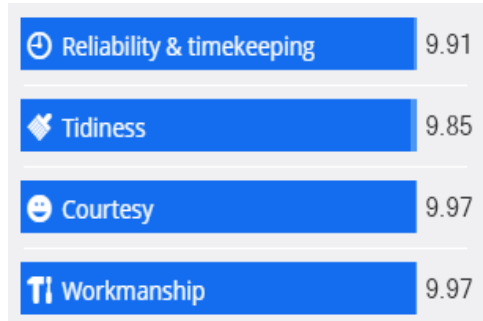 Reliability & timekeeping 9.91
Tidiness 9.85
Courtesy 9.97
Workmanship 9.97